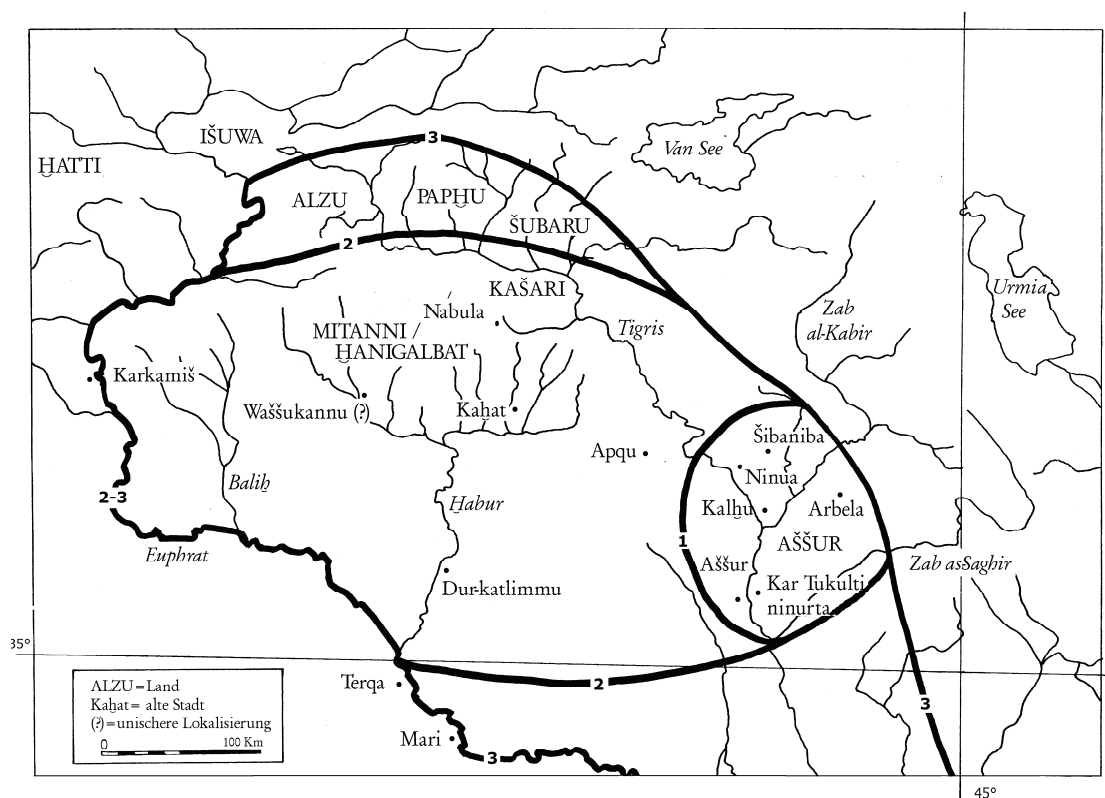 3
IŠUWA
ḪATTI
Van See
ALZU
PAPḪU
ŠUBARU
2
KAŠARI
Nabula
Urmia
See
Zab
al-Kabir
Tigris
MITANNI /
ḪANIGALBAT
Karkamiš
Waššukannu (?)
Kaḫat
Šibaniba
Apqu
Ninua
Baliḫ
2-3
Ḫabur
Kalḫu
Arbela
1
AŠŠUR
Euphrat
Aššur
Zab as-Saghir
Dur-katlimmu
Kar Tukulti
ninurta
35°
Terqa
2
3
ALZU = Land
Kaḫat = alte Stadt
(?) = unischere Lokalisierung
0 100 Km
Mari
3
45°